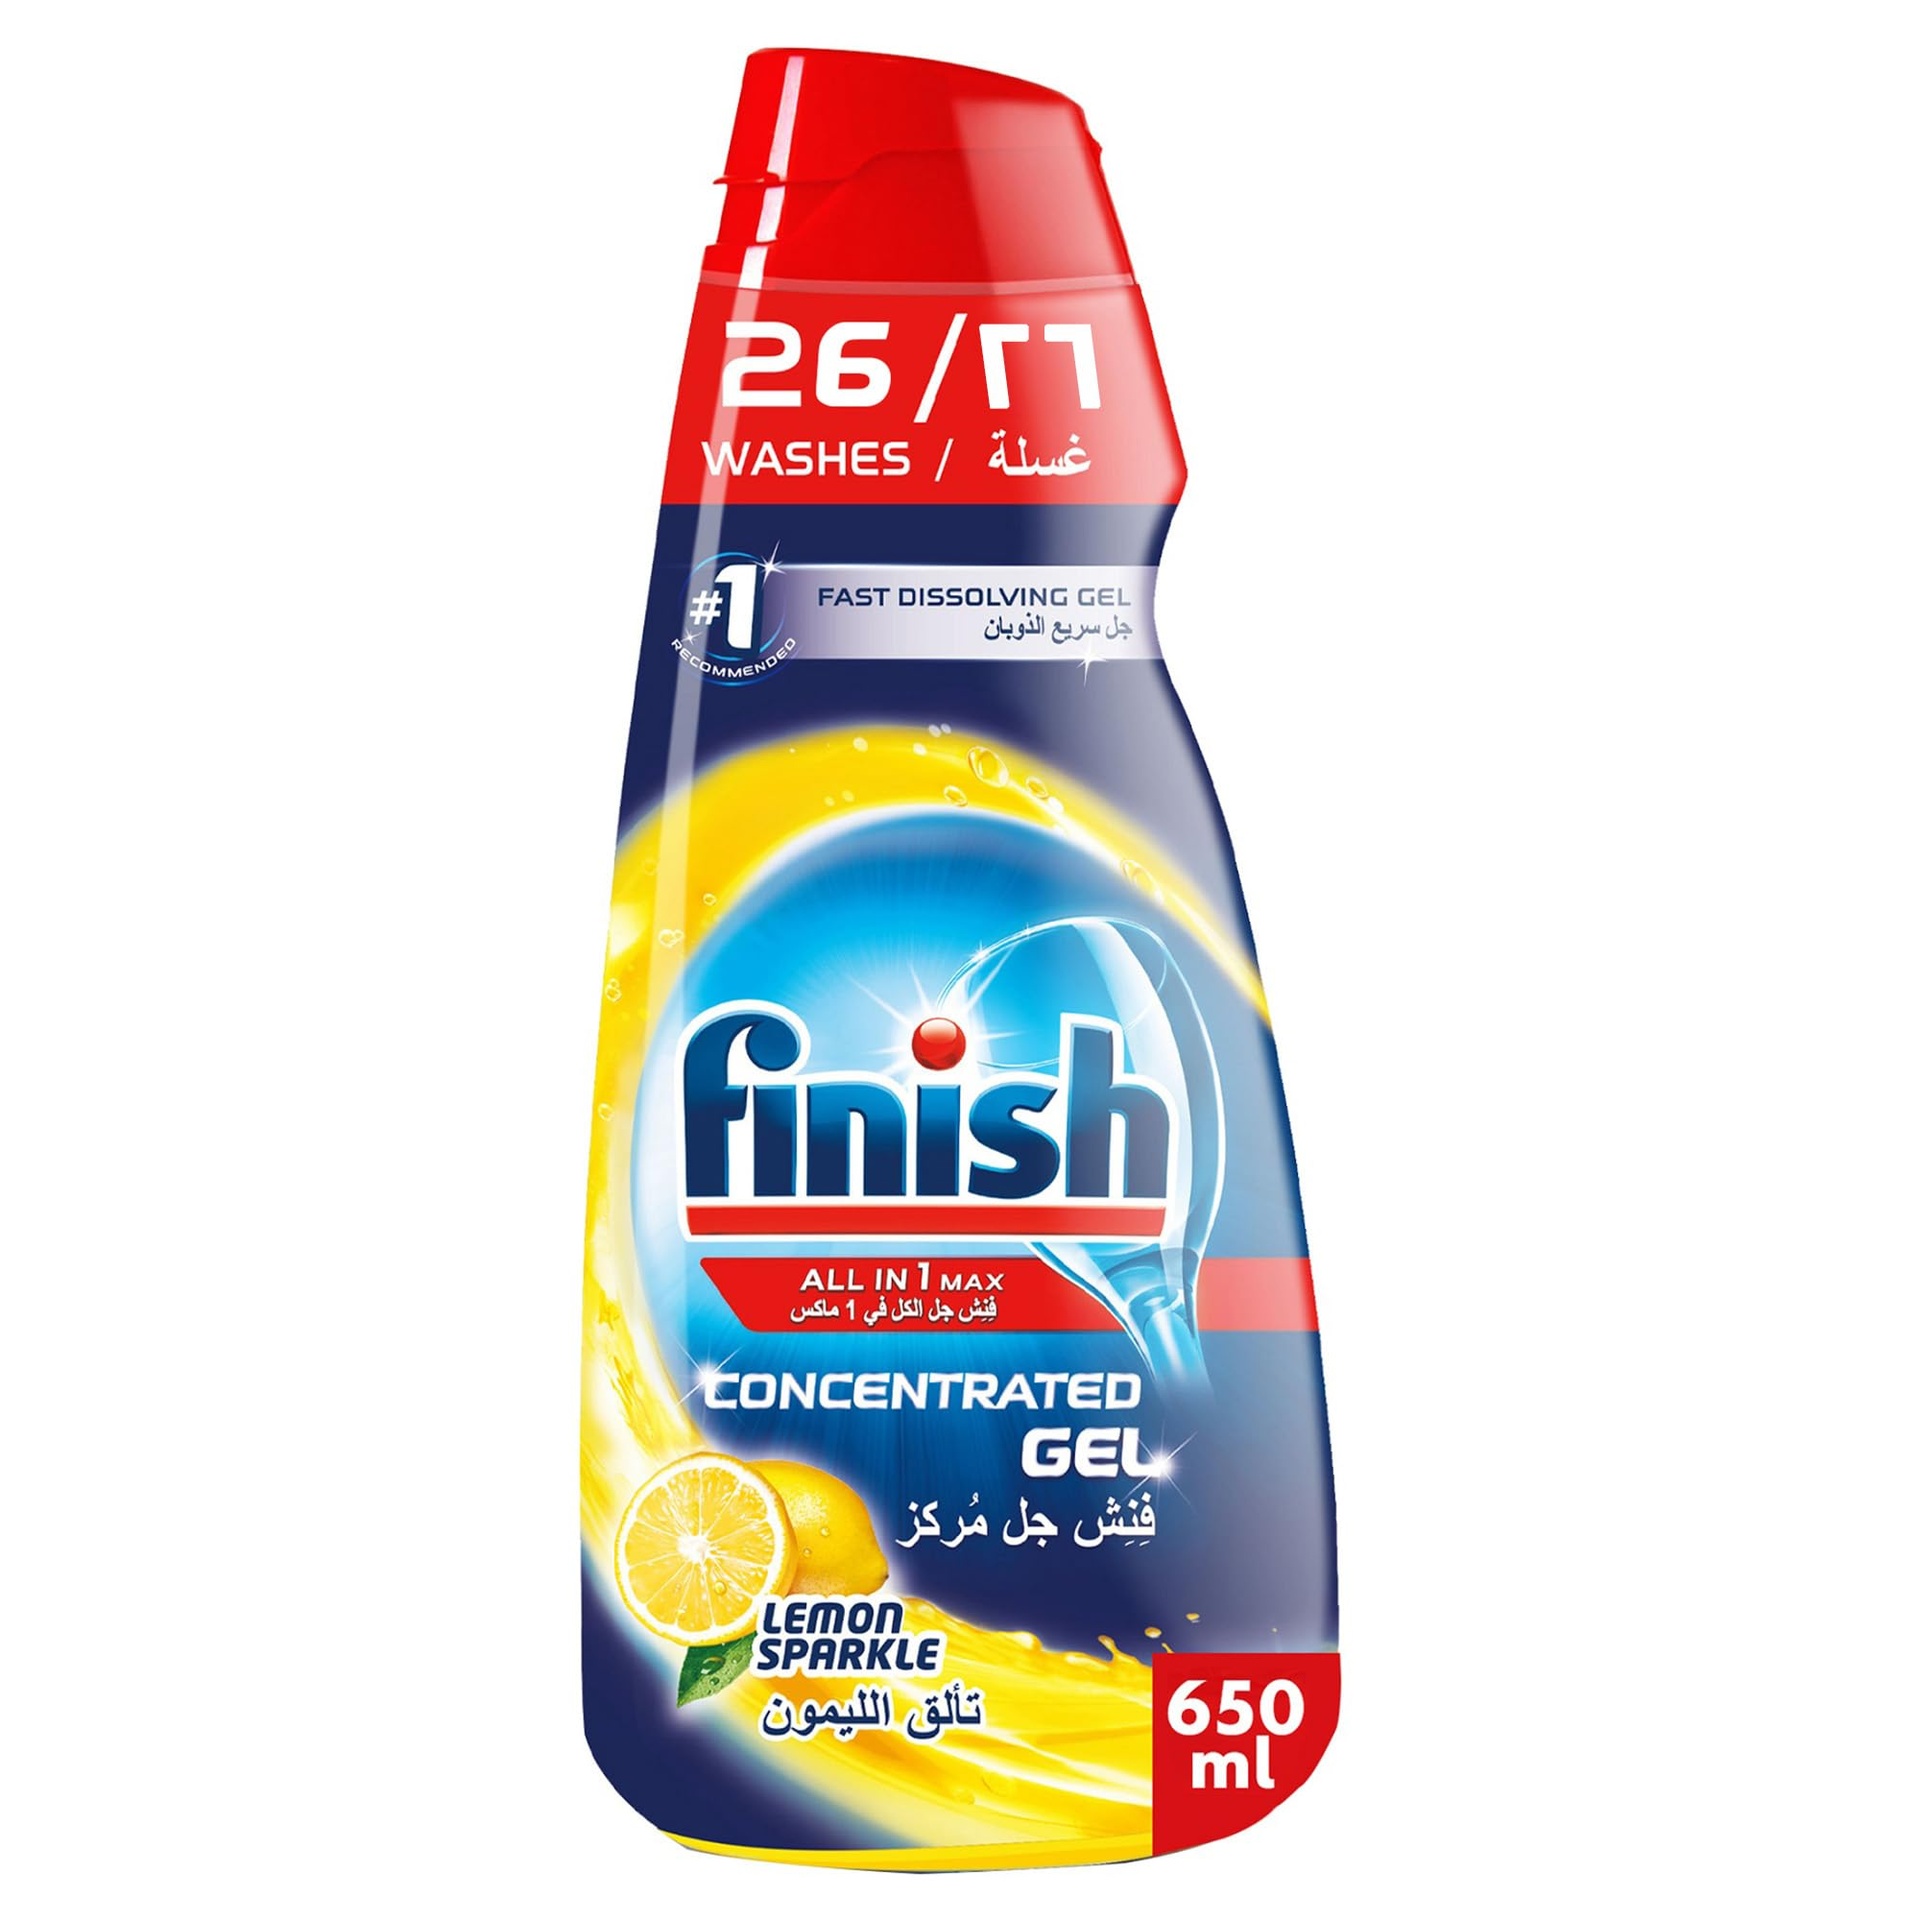 26/٢٦
WASHES / غسلة
#1
RECOMMENDED
FAST DISSOLVING GEL
جل سريع الذوبان
finish
ALL IN 1 MAX
فِنِش جل الكل في 1 ماكس
CONCENTRATED
GEL
فِنِش جل مُركز
LEMON
SPARKLE
تألق الليمون
650
ml